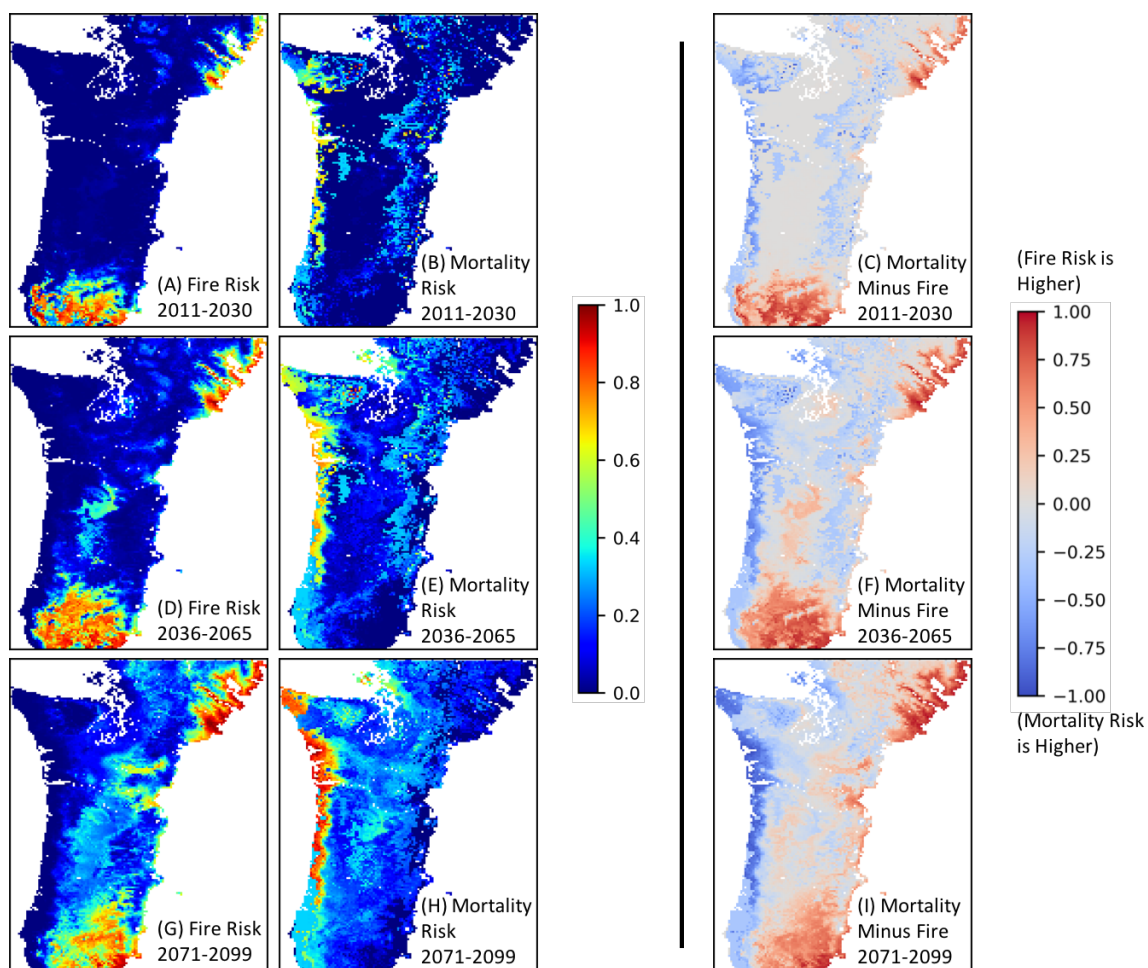 (A) Fire Risk
2011-2030
(B) Mortality
Risk
2011-2030
(C) Mortality
Minus Fire
2011-2030
(D) Fire Risk
2036-2065
(E) Mortality
Risk
2036-2065
(F) Mortality
Minus Fire
2036-2065
(G) Fire Risk
2071-2099
(H) Mortality
Risk
2071-2099
(I) Mortality
Minus Fire
2071-2099
1.0
0.8
0.6
0.4
0.2
0.0
(Fire Risk is
Higher)
1.00
0.75
0.50
0.25
0.00
−0.25
−0.50
−0.75
−1.00
(Mortality Risk
is Higher)